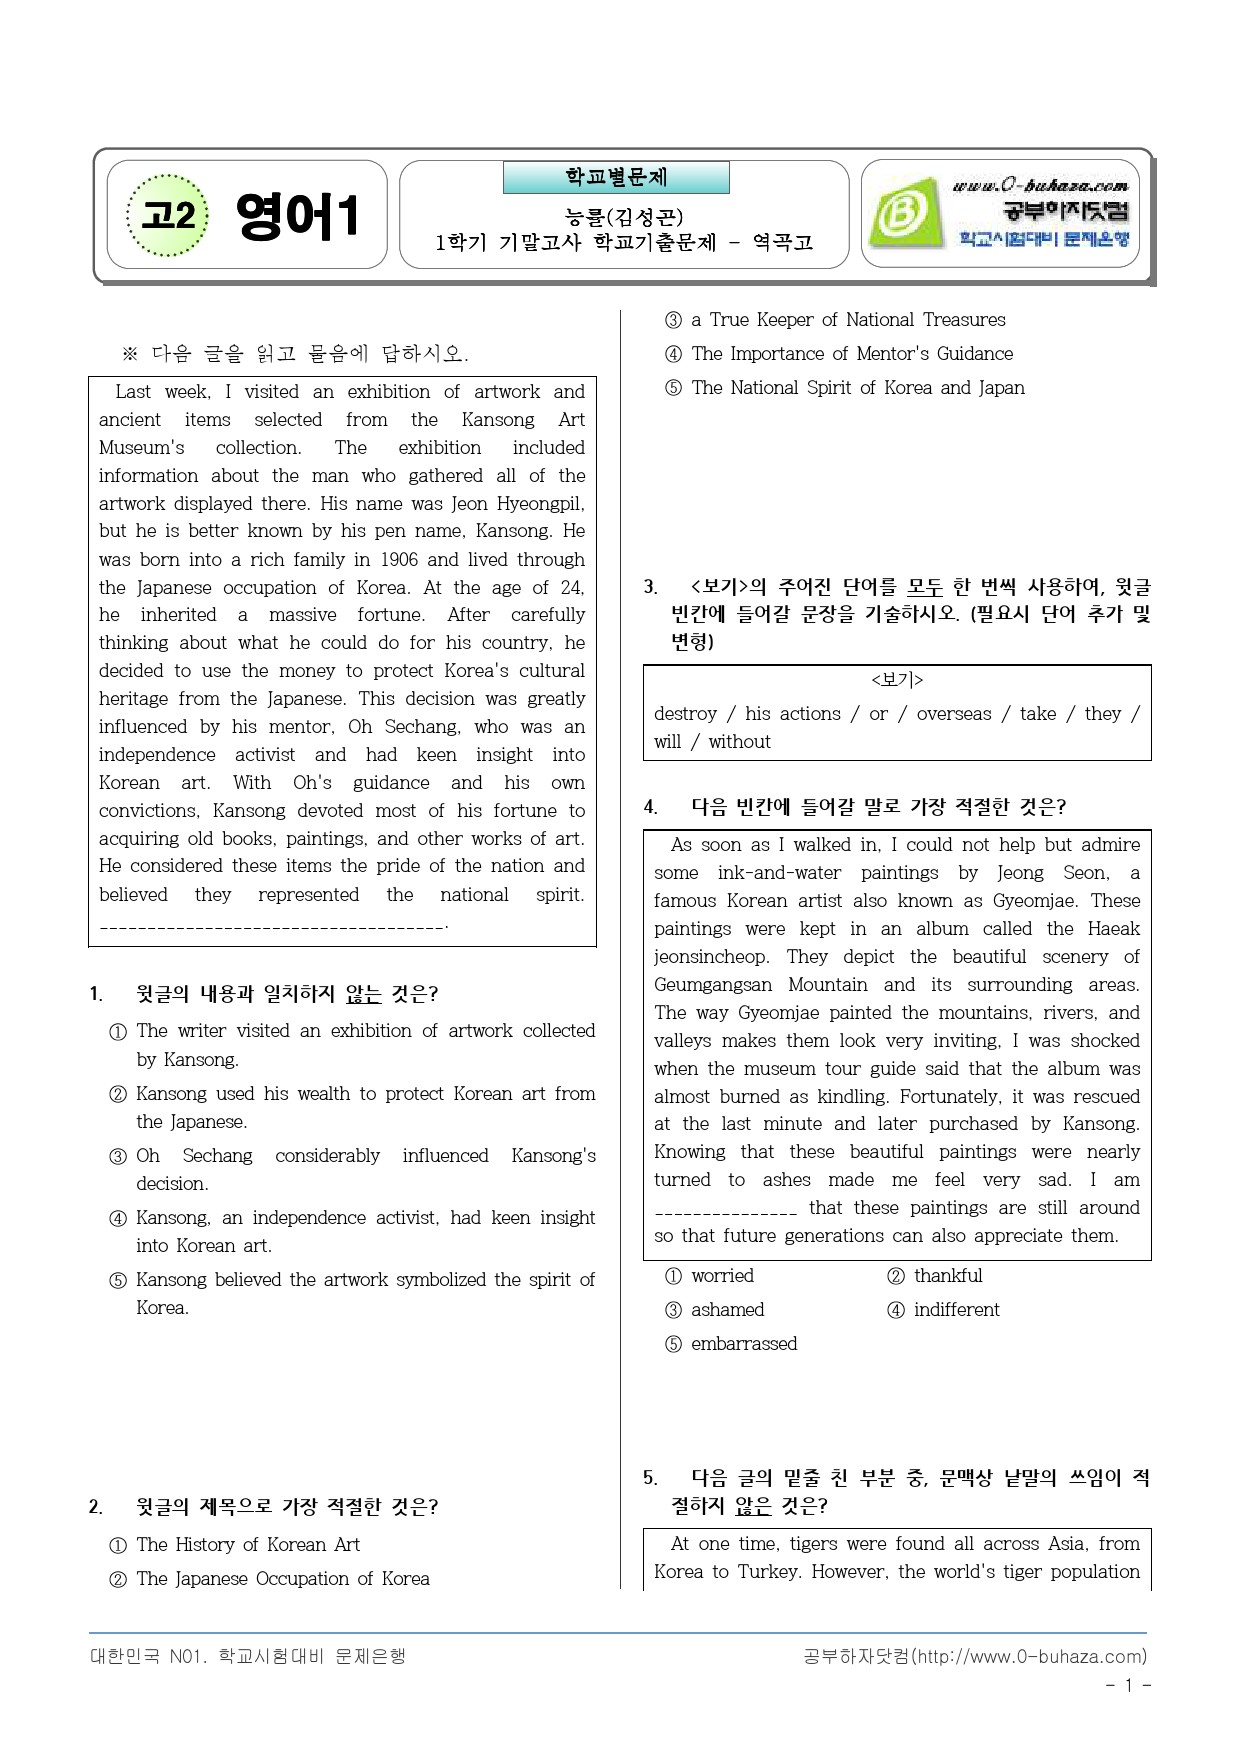 고2
영어1
학교별문제
능률(김성곤)
1학기 기말고사 학교기출문제 - 역곡고
www.0-buhaza.com
공부하자닷컴
학교시험대비 문제은행
※ 다음 글을 읽고 물음에 답하시오.
Last week, I visited an exhibition of artwork and
ancient items selected from the Kansong Art
Museum's collection. The exhibition included
information about the man who gathered all of the
artwork displayed there. His name was Jeon Hyeongpil,
but he is better known by his pen name, Kansong. He
was born into a rich family in 1906 and lived through
the Japanese occupation of Korea. At the age of 24,
he inherited a massive fortune. After carefully
thinking about what he could do for his country, he
decided to use the money to protect Korea's cultural
heritage from the Japanese. This decision was greatly
influenced by his mentor, Oh Sechang, who was an
independence activist and had keen insight into
Korean art. With Oh's guidance and his own
convictions, Kansong devoted most of his fortune to
acquiring old books, paintings, and other works of art.
He considered these items the pride of the nation and
believed they represented the national spirit.
____________________________________.
1. 윗글의 내용과 일치하지 않는 것은?
① The writer visited an exhibition of artwork collected
by Kansong.
② Kansong used his wealth to protect Korean art from
the Japanese.
③ Oh Sechang considerably influenced Kansong's
decision.
④ Kansong, an independence activist, had keen insight
into Korean art.
⑤ Kansong believed the artwork symbolized the spirit of
Korea.
2. 윗글의 제목으로 가장 적절한 것은?
① The History of Korean Art
② The Japanese Occupation of Korea
③ a True Keeper of National Treasures
④ The Importance of Mentor's Guidance
⑤ The National Spirit of Korea and Japan
3. <보기>의 주어진 단어를 모두 한 번씩 사용하여, 윗글
빈칸에 들어갈 문장을 기술하시오. (필요시 단어 추가 및
변형)
<보기>
destroy / his actions / or / overseas / take / they /
will / without
4. 다음 빈칸에 들어갈 말로 가장 적절한 것은?
As soon as I walked in, I could not help but admire
some ink-and-water paintings by Jeong Seon, a
famous Korean artist also known as Gyeomjae. These
paintings were kept in an album called the Haeak
jeonsincheop. They depict the beautiful scenery of
Geumgangsan Mountain and its surrounding areas.
The way Gyeomjae painted the mountains, rivers, and
valleys makes them look very inviting, I was shocked
when the museum tour guide said that the album was
almost burned as kindling. Fortunately, it was rescued
at the last minute and later purchased by Kansong.
Knowing that these beautiful paintings were nearly
turned to ashes made me feel very sad. I am
_______________ that these paintings are still around
so that future generations can also appreciate them.
① worried ② thankful
③ ashamed ④ indifferent
⑤ embarrassed
5. 다음 글의 밑줄 친 부분 중, 문맥상 낱말의 쓰임이 적
절하지 않은 것은?
At one time, tigers were found all across Asia, from
Korea to Turkey. However, the world's tiger population
대한민국 N01. 학교시험대비 문제은행
공부하자닷컴(http://www.0-buhaza.com)
- 1 -